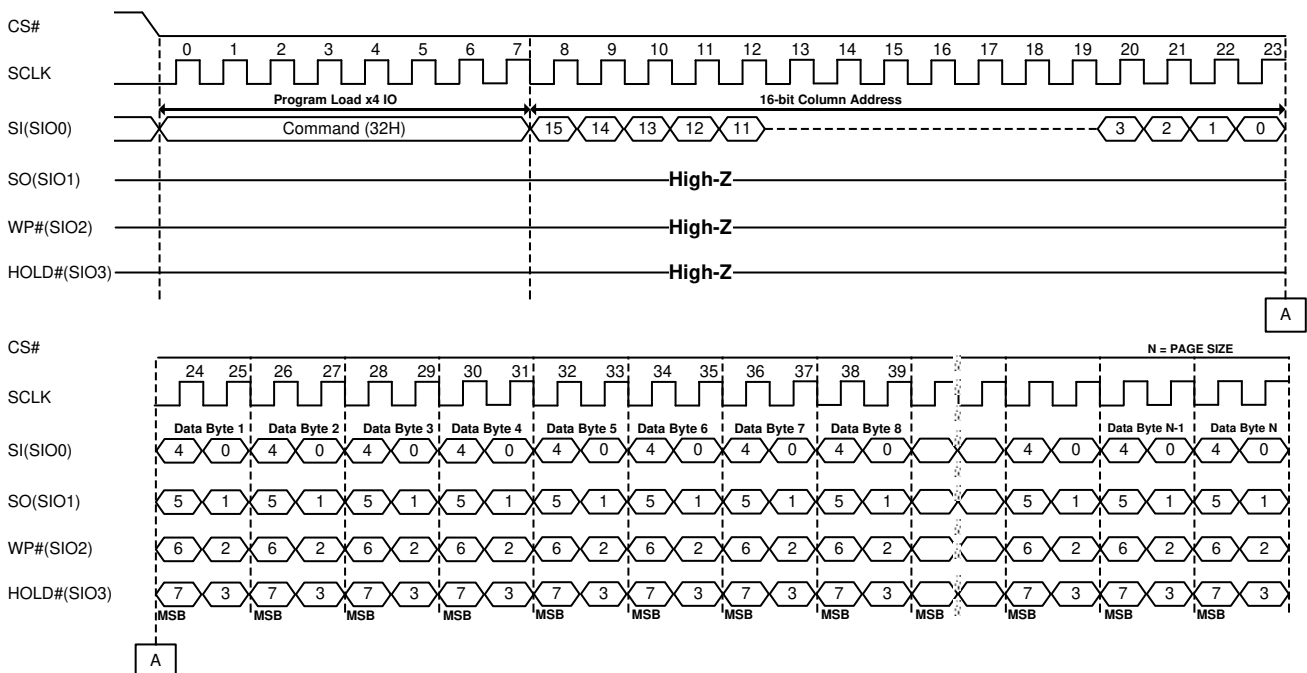 CS#
0 1 2 3 4 5 6 7 8 9 10 11 12 13 14 15 16 17 18 19 20 21 22 23
SCLK
Program Load x4 IO 16-bit Column Address
SI(SIO0) Command (32H) 15 14 13 12 11 3 2 1 0
SO(SIO1) High-Z
WP#(SIO2) High-Z
HOLD#(SIO3) High-Z
A
CS#
N = PAGE SIZE
24 25 26 27 28 29 30 31 32 33 34 35 36 37 38 39
SCLK
Data Byte 1 Data Byte 2 Data Byte 3 Data Byte 4 Data Byte 5 Data Byte 6 Data Byte 7 Data Byte 8 Data Byte N-1 Data Byte N
SI(SIO0) 4 0 4 0 4 0 4 0 4 0 4 0 4 0 4 0 4 0 4 0 4 0
SO(SIO1) 5 1 5 1 5 1 5 1 5 1 5 1 5 1 5 1 5 1 5 1 5 1
WP#(SIO2) 6 2 6 2 6 2 6 2 6 2 6 2 6 2 6 2 6 2 6 2 6 2
HOLD#(SIO3) 7 3 7 3 7 3 7 3 7 3 7 3 7 3 7 3 7 3 7 3 7 3
MSB MSB MSB MSB MSB MSB MSB MSB MSB MSB MSB MSB
A